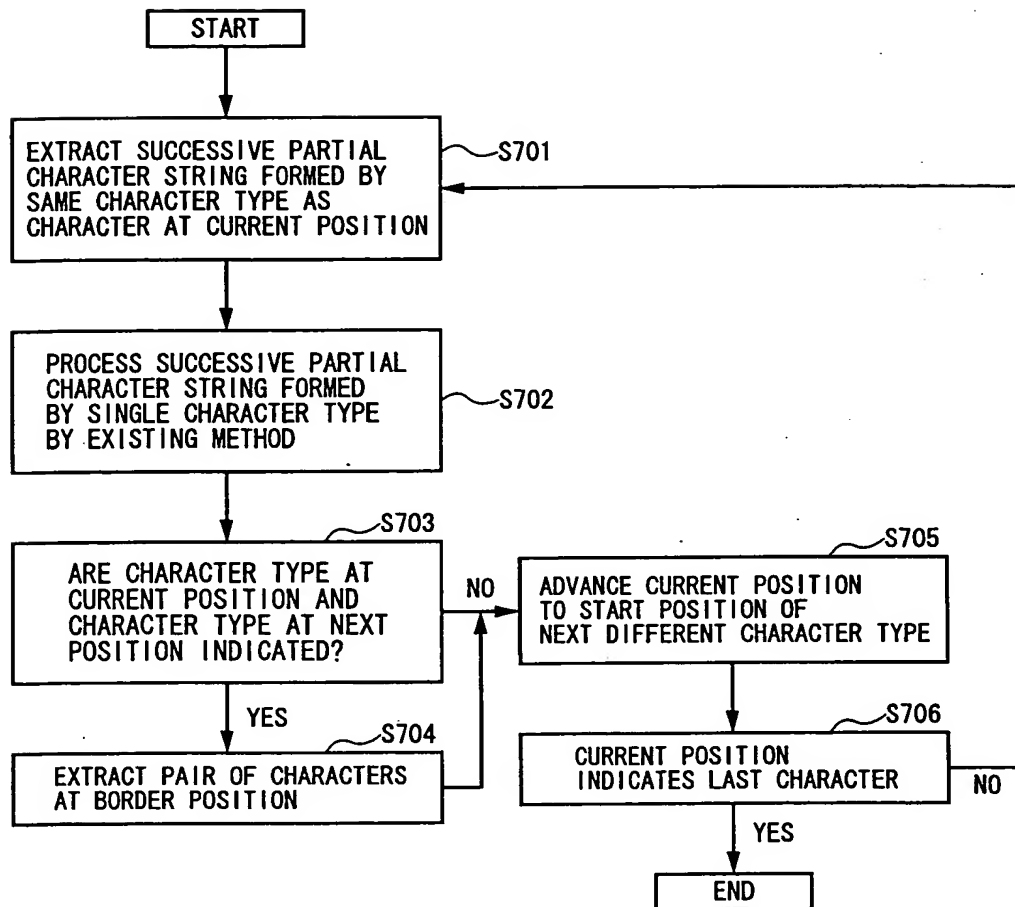 START
EXTRACT SUCCESSIVE PARTIAL
CHARACTER STRING FORMED BY
SAME CHARACTER TYPE AS
CHARACTER AT CURRENT POSITION
S701
PROCESS SUCCESSIVE PARTIAL
CHARACTER STRING FORMED
BY SINGLE CHARACTER TYPE
BY EXISTING METHOD
S702
S703
ARE CHARACTER TYPE AT
CURRENT POSITION AND
CHARACTER TYPE AT NEXT
POSITION INDICATED?
NO
YES
S704
EXTRACT PAIR OF CHARACTERS
AT BORDER POSITION
S705
ADVANCE CURRENT POSITION
TO START POSITION OF
NEXT DIFFERENT CHARACTER TYPE
S706
CURRENT POSITION
INDICATES LAST CHARACTER
NO
YES
END